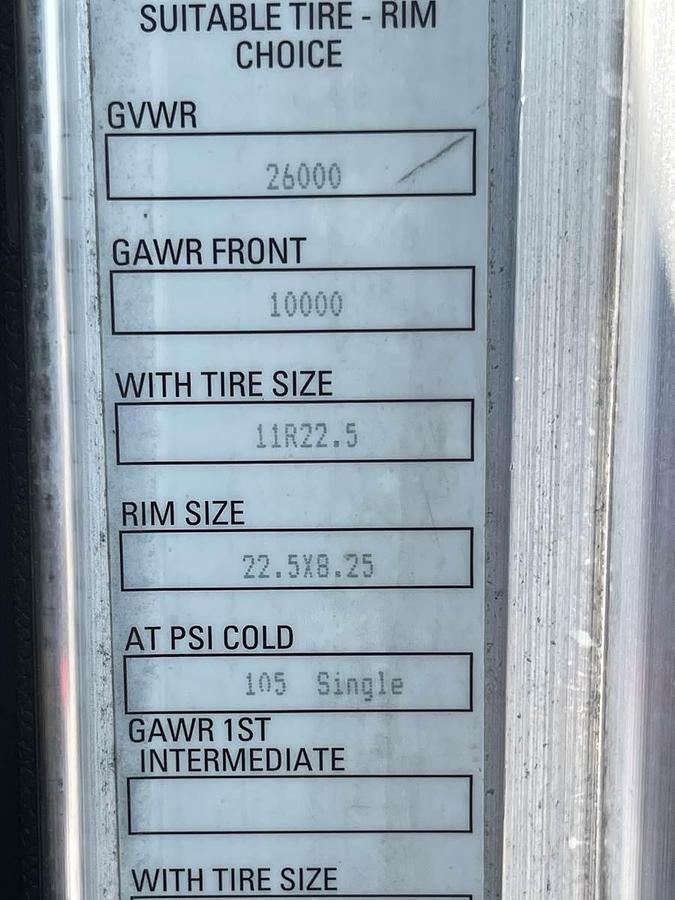 SUITABLE TIRE - RIM
CHOICE
GVWR
26000
GAWR FRONT
10000
WITH TIRE SIZE
11R22.5
RIM SIZE
22.5X8.25
AT PSI COLD
105 Single
GAWR 1ST
INTERMEDIATE
WITH TIRE SIZE